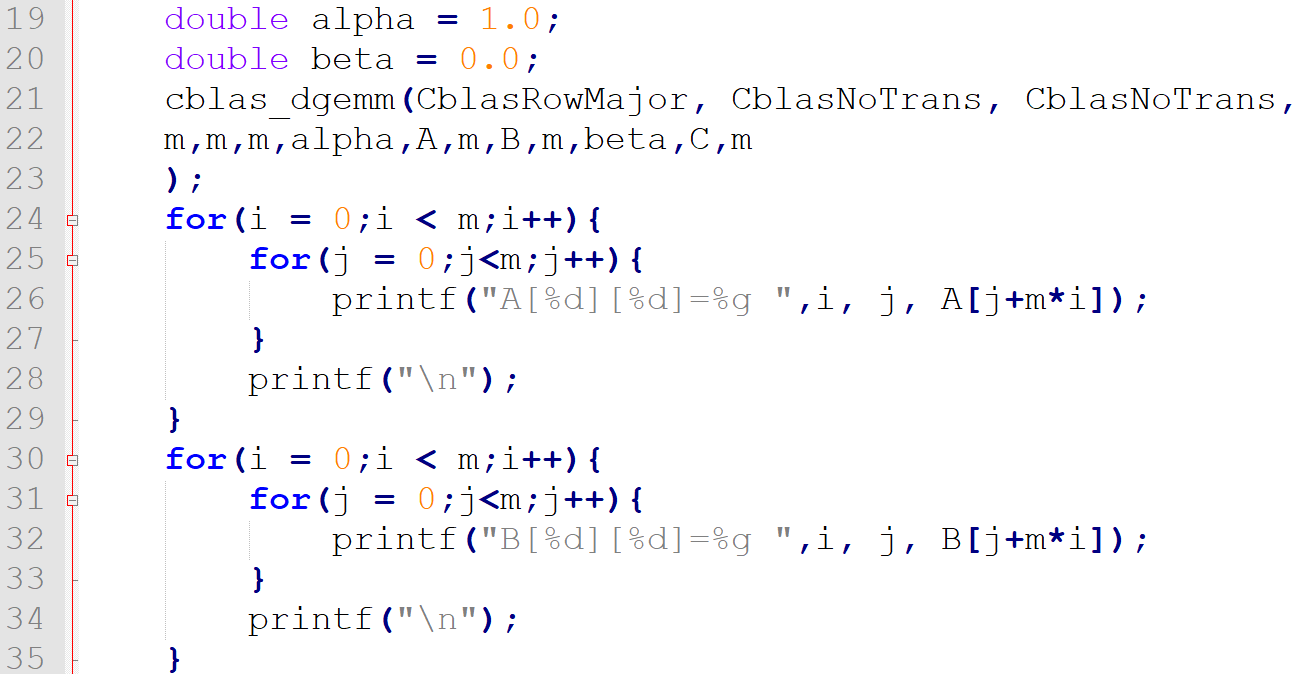 19 double alpha = 1.0;
20 double beta = 0.0;
21 cblas_dgemm(CblasRowMajor, CblasNoTrans, CblasNoTrans,
22 m,m,m,alpha,A,m,B,m,beta,C,m
23 );
24 for(i = 0;i < m;i++){
25 for(j = 0;j<m;j++){
26 printf("A[%d][%d]=%g ",i, j, A[j+m*i]);
27 }
28 printf("\n");
29 }
30 for(i = 0;i < m;i++){
31 for(j = 0;j<m;j++){
32 printf("B[%d][%d]=%g ",i, j, B[j+m*i]);
33 }
34 printf("\n");
35 }